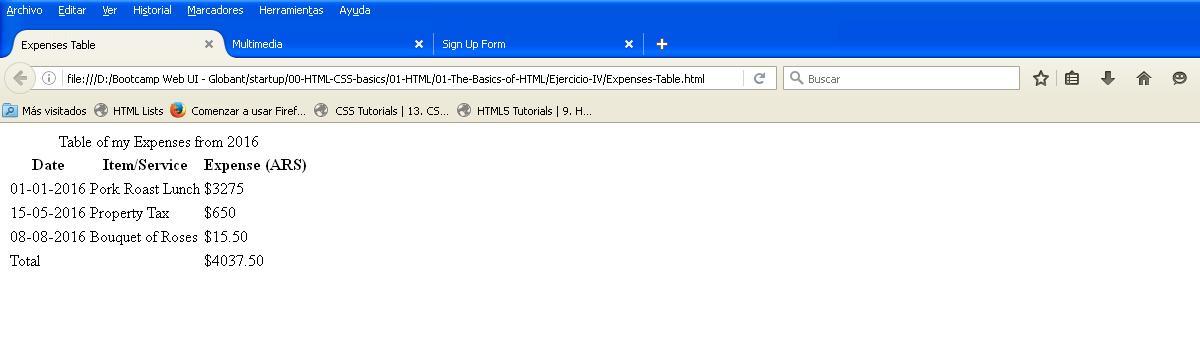 Archivo Editar Ver Historial Marcadores Herramientas Ayuda
Expenses Table Multimedia Sign Up Form
file:///D:/Bootcamp Web UI - Globant/startup/00-HTML-CSS-basics/01-HTML/01-The-Basics-of-HTML/Ejercicio-IV/Expenses-Table.html Buscar
Más visitados HTML Lists Comenzar a usar Firef... CSS Tutorials | 13. CS... HTML5 Tutorials | 9. H...
Table of my Expenses from 2016
Date Item/Service Expense (ARS)
01-01-2016 Pork Roast Lunch $3275
15-05-2016 Property Tax $650
08-08-2016 Bouquet of Roses $15.50
Total $4037.50